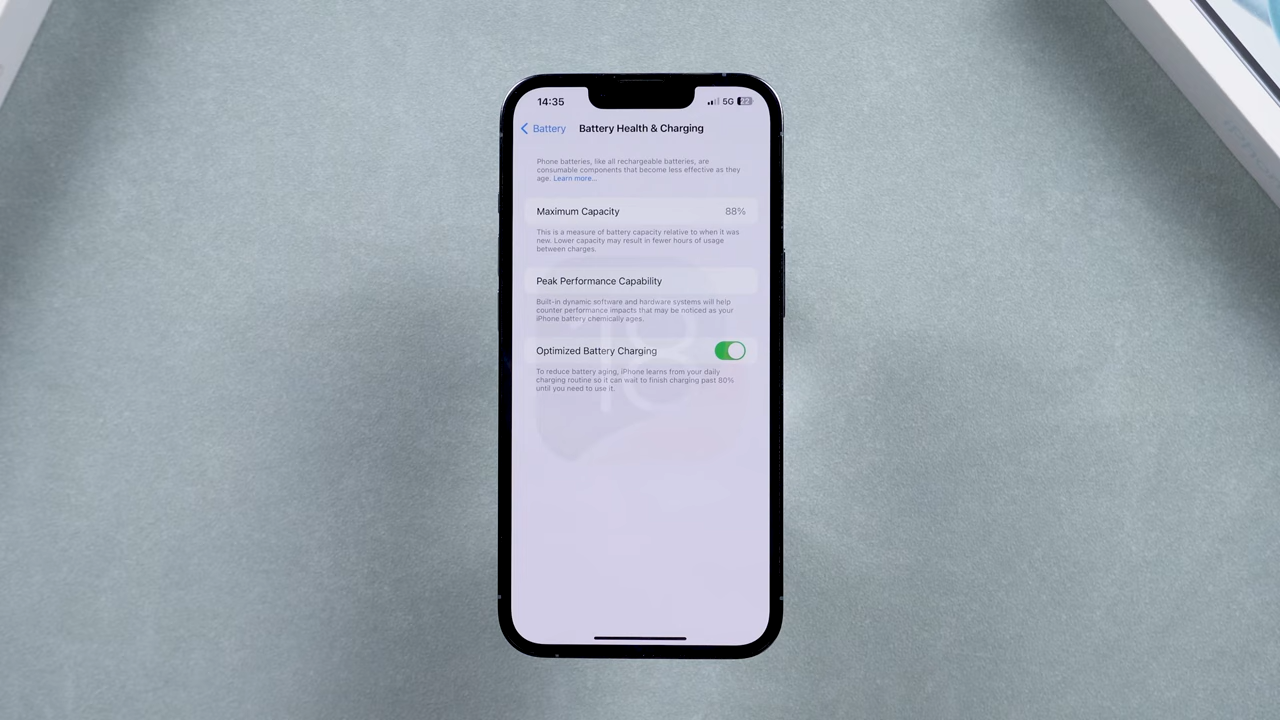 14:35
5G 22
Battery
Battery Health & Charging
Phone batteries, like all rechargeable batteries, are
consumable components that become less effective as they
age. Learn more...
Maximum Capacity 88%
This is a measure of battery capacity relative to when it was
new. Lower capacity may result in fewer hours of usage
between charges.
Peak Performance Capability
Built-in dynamic software and hardware systems will help
counter performance impacts that may be noticed as your
iPhone battery chemically ages.
Optimized Battery Charging
To reduce battery aging, iPhone learns from your daily
charging routine so it can wait to finish charging past 80%
until you need to use it.
18